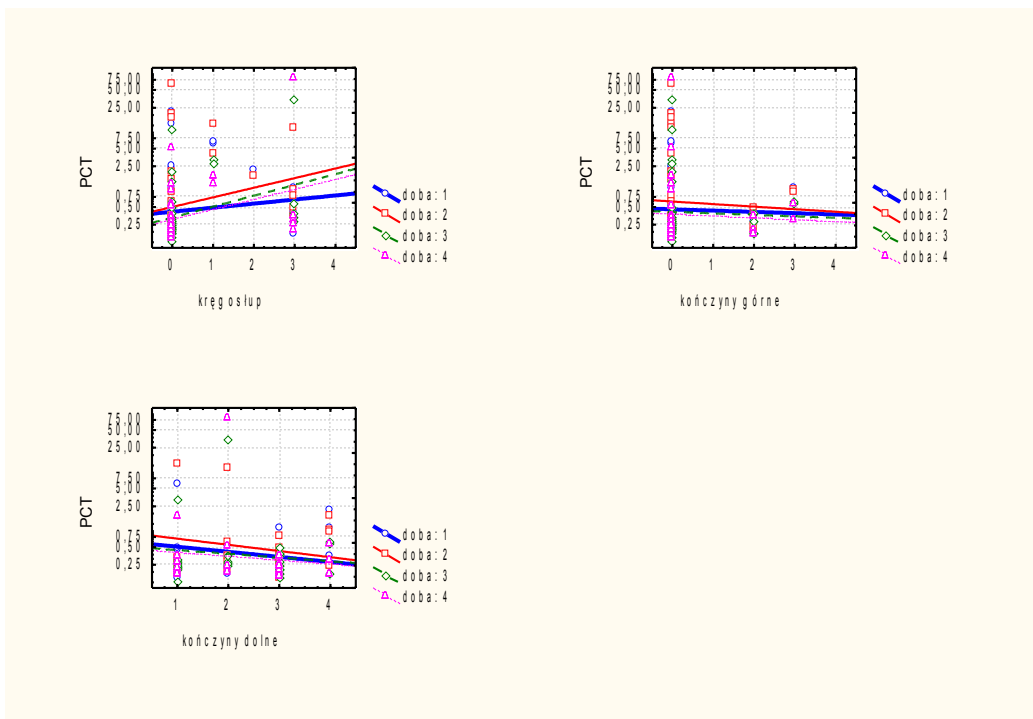 75,00
50,00
25,00
7,50
5,00
2,50
0,75
0,50
0,25
PCT
0 1 2 3 4
kręgosłup
doba: 1
doba: 2
doba: 3
doba: 4
75,00
50,00
25,00
7,50
5,00
2,50
0,75
0,50
0,25
PCT
0 1 2 3 4
kończyny górne
doba: 1
doba: 2
doba: 3
doba: 4
75,00
50,00
25,00
7,50
5,00
2,50
0,75
0,50
0,25
PCT
1 2 3 4
kończyny dolne
doba: 1
doba: 2
doba: 3
doba: 4